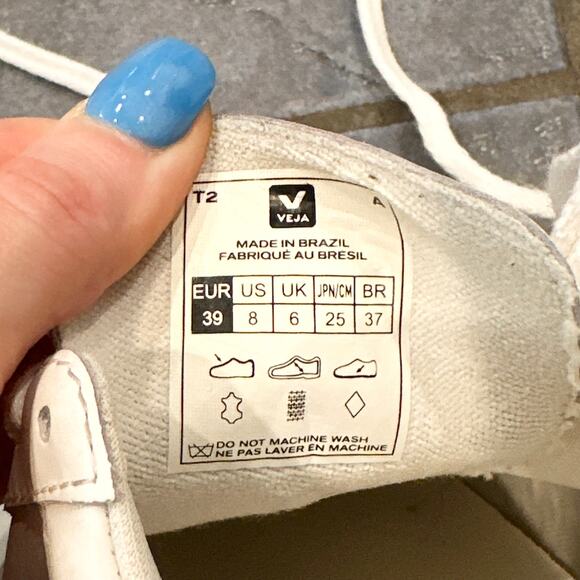 T2 A
V
VEJA
MADE IN BRAZIL
FABRIQUÉ AU BRESIL
EUR US UK JPN/CM BR
39 8 6 25 37
DO NOT MACHINE WASH
NE PAS LAVER ÉN MACHINE